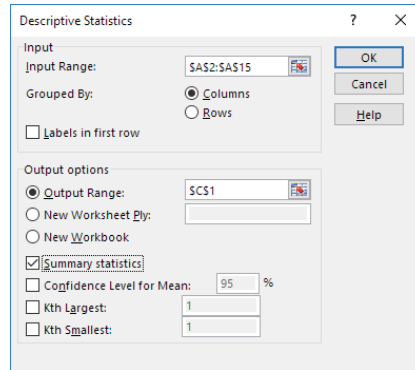 Descriptive Statistics ? ×
Input
Input Range: $A$2:$A$15
Grouped By: Columns
Rows
Labels in first row
OK
Cancel
Help
Output options
Output Range: $C$1
New Worksheet Ply:
New Workbook
Summary statistics
Confidence Level for Mean: 95 %
Kth Largest: 1
Kth Smallest: 1